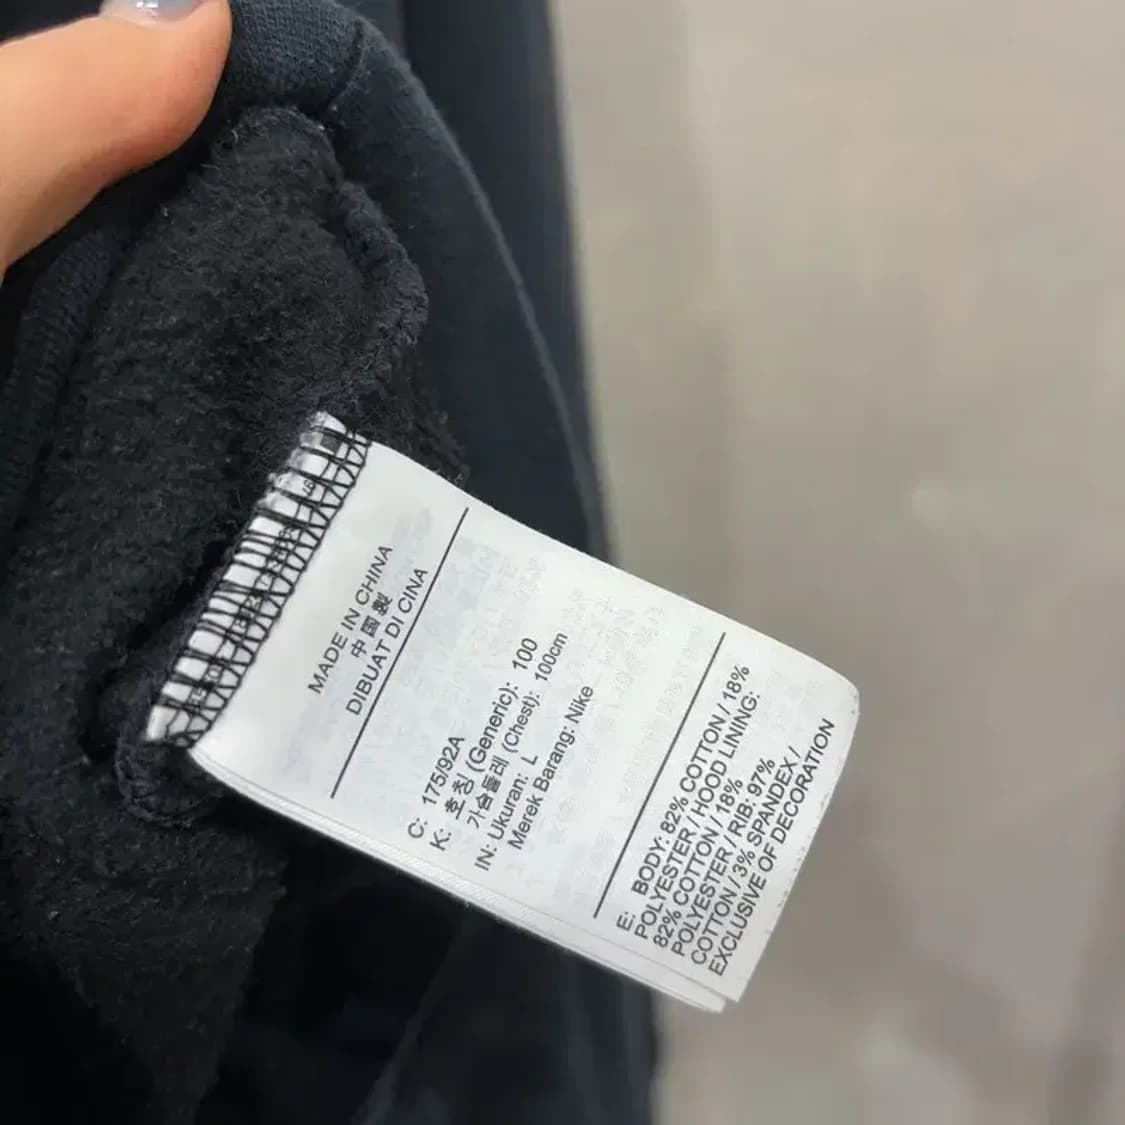 MADE IN CHINA
中国製
DIBUAT DI CINA
C: 175/92A
K: 호칭 (Generic): 100
가슴둘레 (Chest): 100cm
IN: Ukuran: L
Merek Barang: Nike
E: BODY: 82% COTTON / 18%
POLYESTER / HOOD LINING:
82% COTTON / 18%
POLYESTER / RIB: 97%
COTTON / 3% SPANDEX /
EXCLUSIVE OF DECORATION